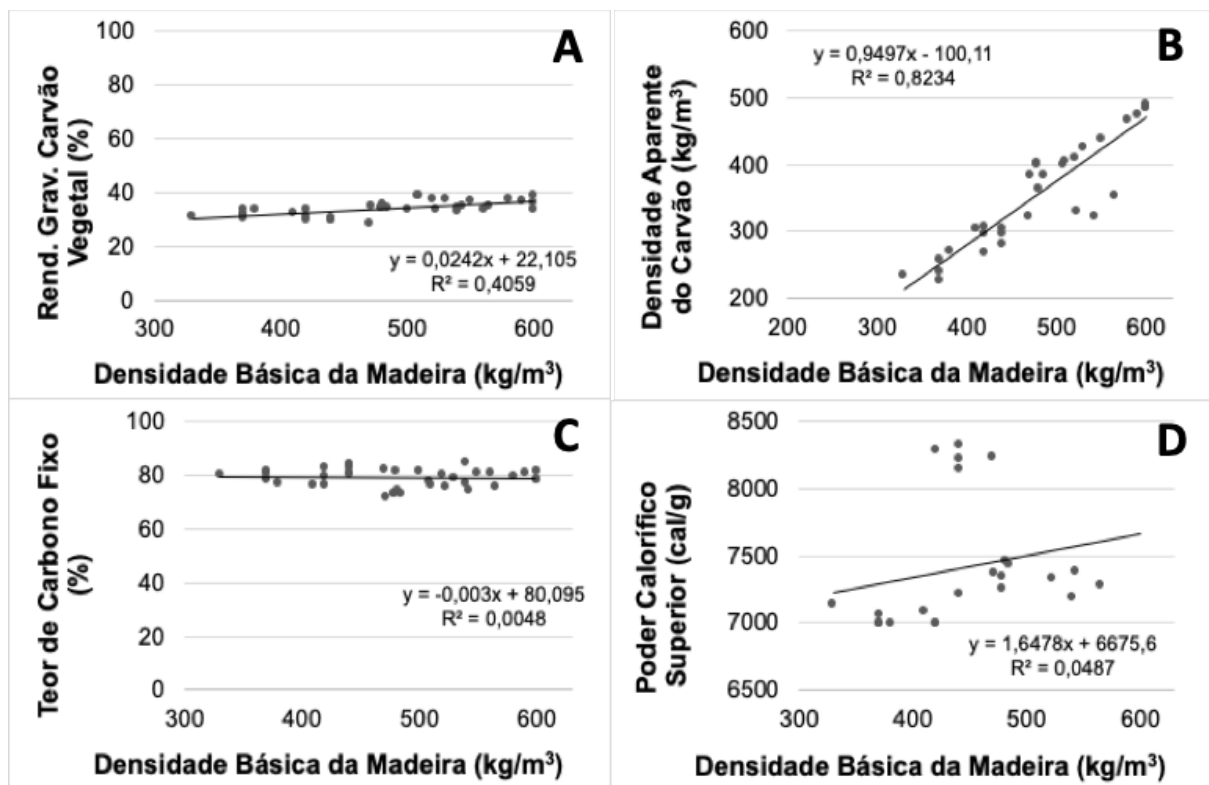 A
Rend. Grav. Carvão
Vegetal (%)
100
80
60
40
20
0
y = 0,0242x + 22,105
R² = 0,4059
300
400
500
600
Densidade Básica da Madeira (kg/m³)
B
Densidade Aparente
do Carvão (kg/m³)
600
500
400
300
200
y = 0,9497x - 100,11
R² = 0,8234
200
300
400
500
600
Densidade Básica da Madeira (kg/m³)
C
Teor de Carbono Fixo
(%)
100
80
60
40
20
0
y = -0,003x + 80,095
R² = 0,0048
300
400
500
600
Densidade Básica da Madeira (kg/m³)
D
Poder Calorífico
Superior (cal/g)
8500
8000
7500
7000
6500
y = 1,6478x + 6675,6
R² = 0,0487
300
400
500
600
Densidade Básica da Madeira (kg/m³)